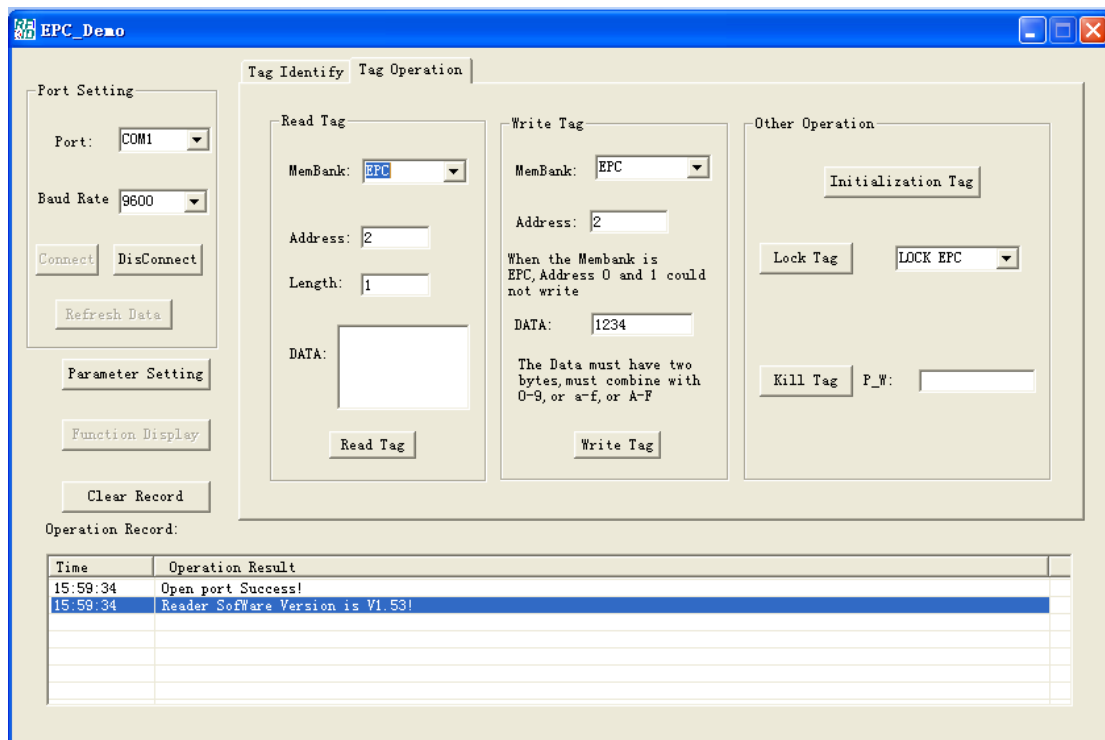 EPC_Demo
Tag Identify
Tag Operation
Port Setting
Port:
COM1
Baud Rate
9600
Connect
DisConnect
Refresh Data
Parameter Setting
Function Display
Clear Record
Read Tag
MemBank:
EPC
Address:
2
Length:
1
DATA:
Read Tag
Write Tag
MemBank:
EPC
Address:
2
When the Membank is
EPC, Address 0 and 1 could
not write
DATA:
1234
The Data must have two
bytes, must combine with
0-9, or a-f, or A-F
Write Tag
Other Operation
Initialization Tag
Lock Tag
LOCK EPC
Kill Tag
P_W:
Operation Record:
Time Operation Result
15:59:34 Open port Success!
15:59:34 Reader SofWare Version is V1.53!